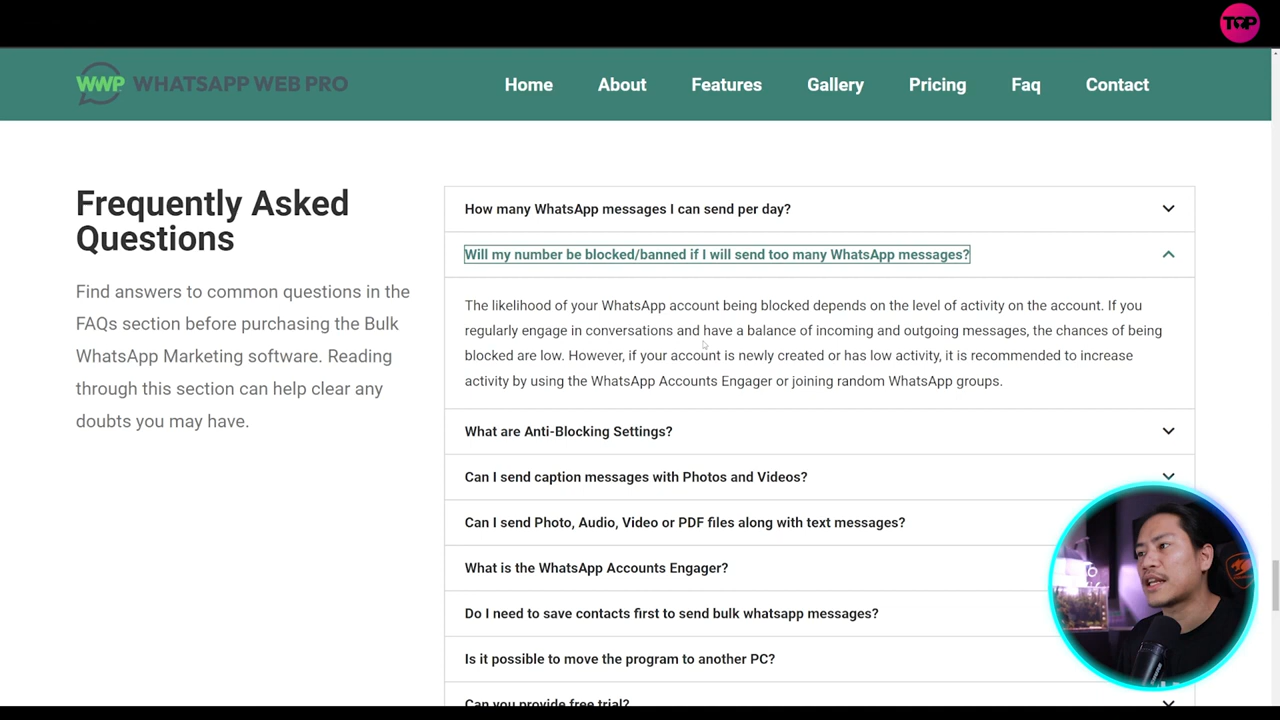 TOP
WWP WHATSAPP WEB PRO
Home About Features Gallery Pricing Faq Contact
Frequently Asked
Questions
Find answers to common questions in the
FAQs section before purchasing the Bulk
WhatsApp Marketing software. Reading
through this section can help clear any
doubts you may have.
How many WhatsApp messages I can send per day?
Will my number be blocked/banned if I will send too many WhatsApp messages?
The likelihood of your WhatsApp account being blocked depends on the level of activity on the account. If you
regularly engage in conversations and have a balance of incoming and outgoing messages, the chances of being
blocked are low. However, if your account is newly created or has low activity, it is recommended to increase
activity by using the WhatsApp Accounts Engager or joining random WhatsApp groups.
What are Anti-Blocking Settings?
Can I send caption messages with Photos and Videos?
Can I send Photo, Audio, Video or PDF files along with text messages?
What is the WhatsApp Accounts Engager?
Do I need to save contacts first to send bulk whatsapp messages?
Is it possible to move the program to another PC?
Can you provide free trial?